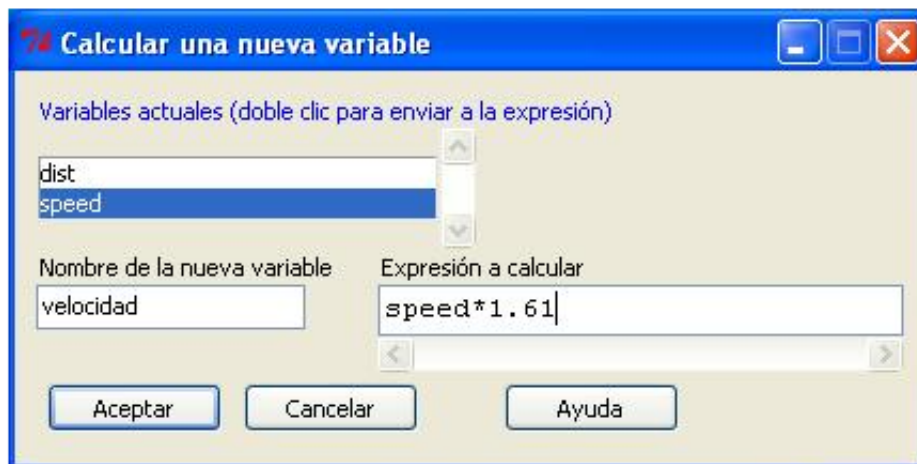 Calcular una nueva variable
Variables actuales (doble clic para enviar a la expresión)
dist
speed
Nombre de la nueva variable
Expresión a calcular
velocidad
speed*1.61
Aceptar
Cancelar
Ayuda